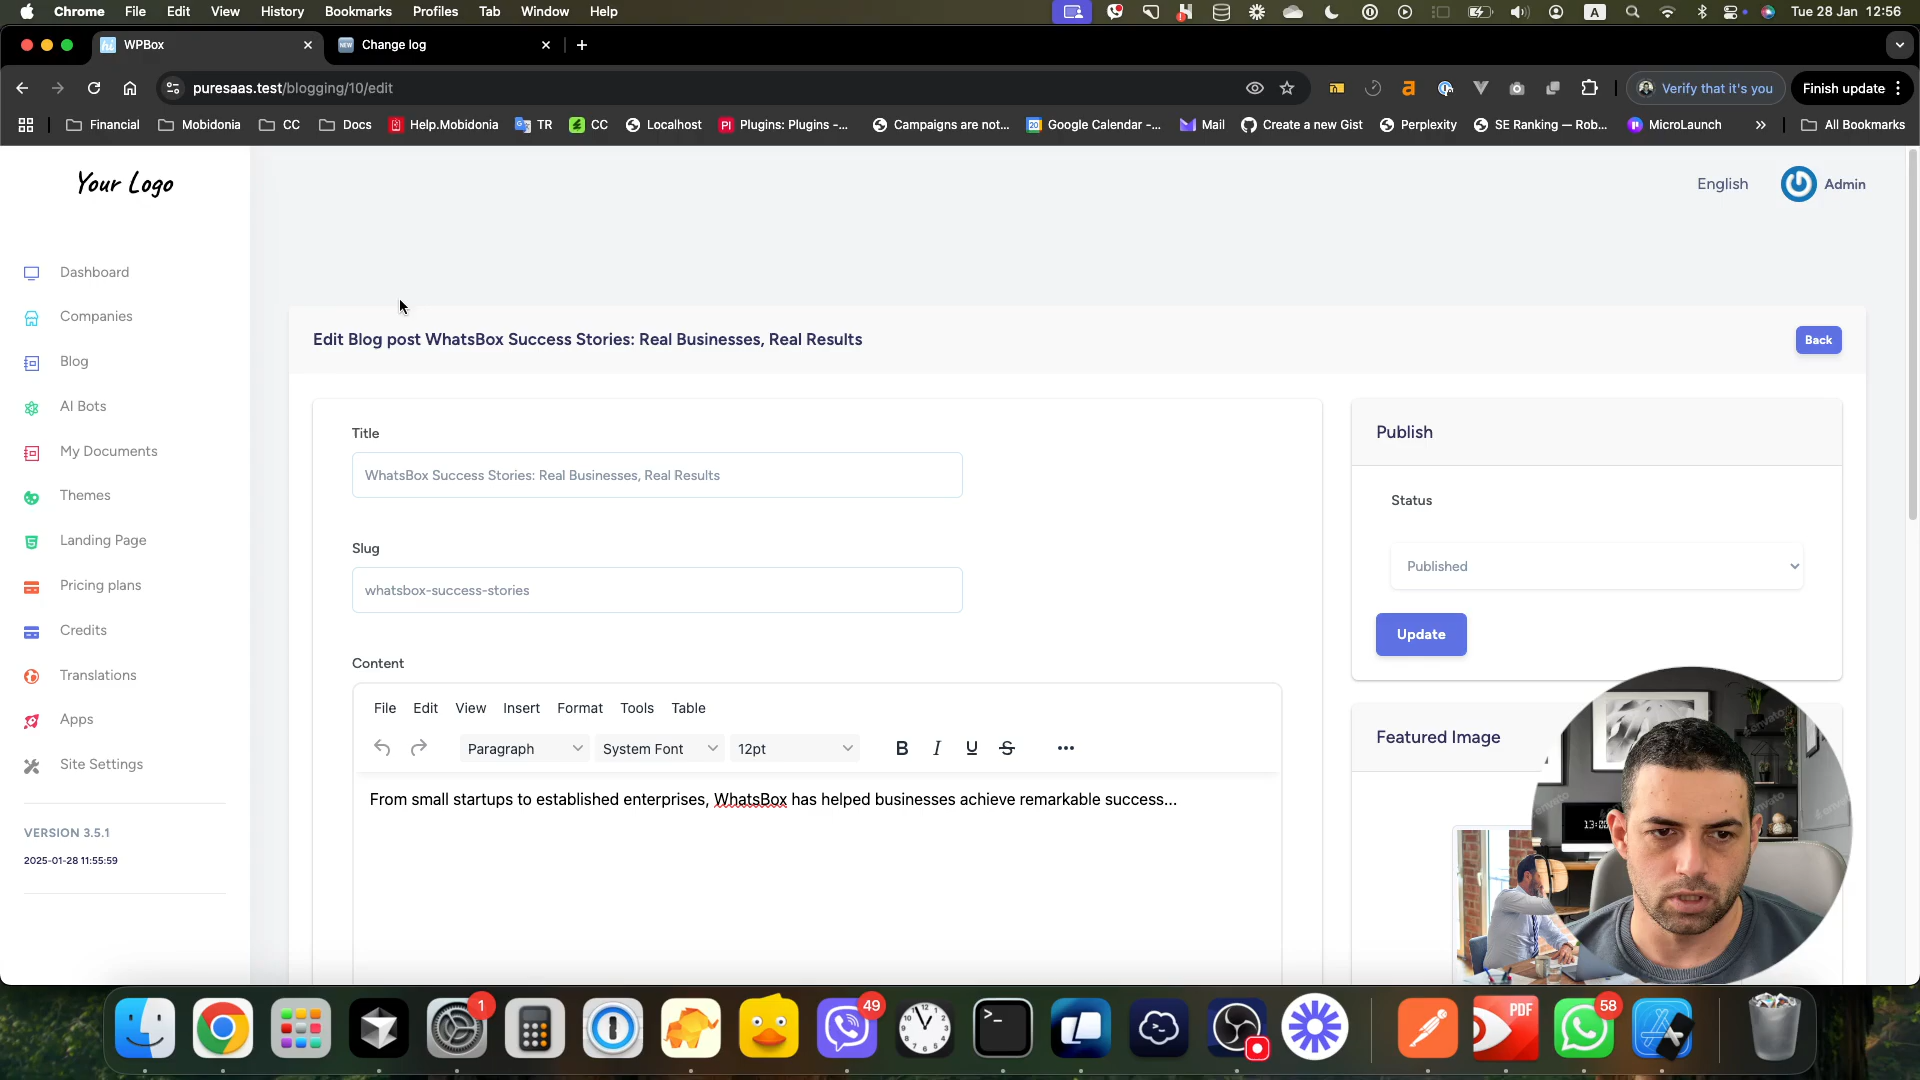 Chrome File Edit View History Bookmarks Profiles Tab Window Help
A
Tue 28 Jan 12:56
WPBox
NEW Change log
puresaas.test/blogging/10/edit
Verify that it's you
Finish update
Financial
Mobidonia
CC
Docs
Help.Mobidonia
TR
CC
Localhost
PI Plugins: Plugins -...
Campaigns are not...
Google Calendar -...
Mail
Create a new Gist
Perplexity
SE Ranking — Rob...
MicroLaunch
»
All Bookmarks
Your Logo
English
Admin
Dashboard
Companies
Blog
AI Bots
My Documents
Themes
Landing Page
Pricing plans
Credits
Translations
Apps
Site Settings
VERSION 3.5.1
2025-01-28 11:55:59
Edit Blog post WhatsBox Success Stories: Real Businesses, Real Results
Back
Title
WhatsBox Success Stories: Real Businesses, Real Results
Slug
whatsbox-success-stories
Content
File Edit View Insert Format Tools Table
Paragraph
System Font
12pt
B I U S
From small startups to established enterprises, WhatsBox has helped businesses achieve remarkable success...
Publish
Status
Published
Update
Featured Image
1
49
PDF
58